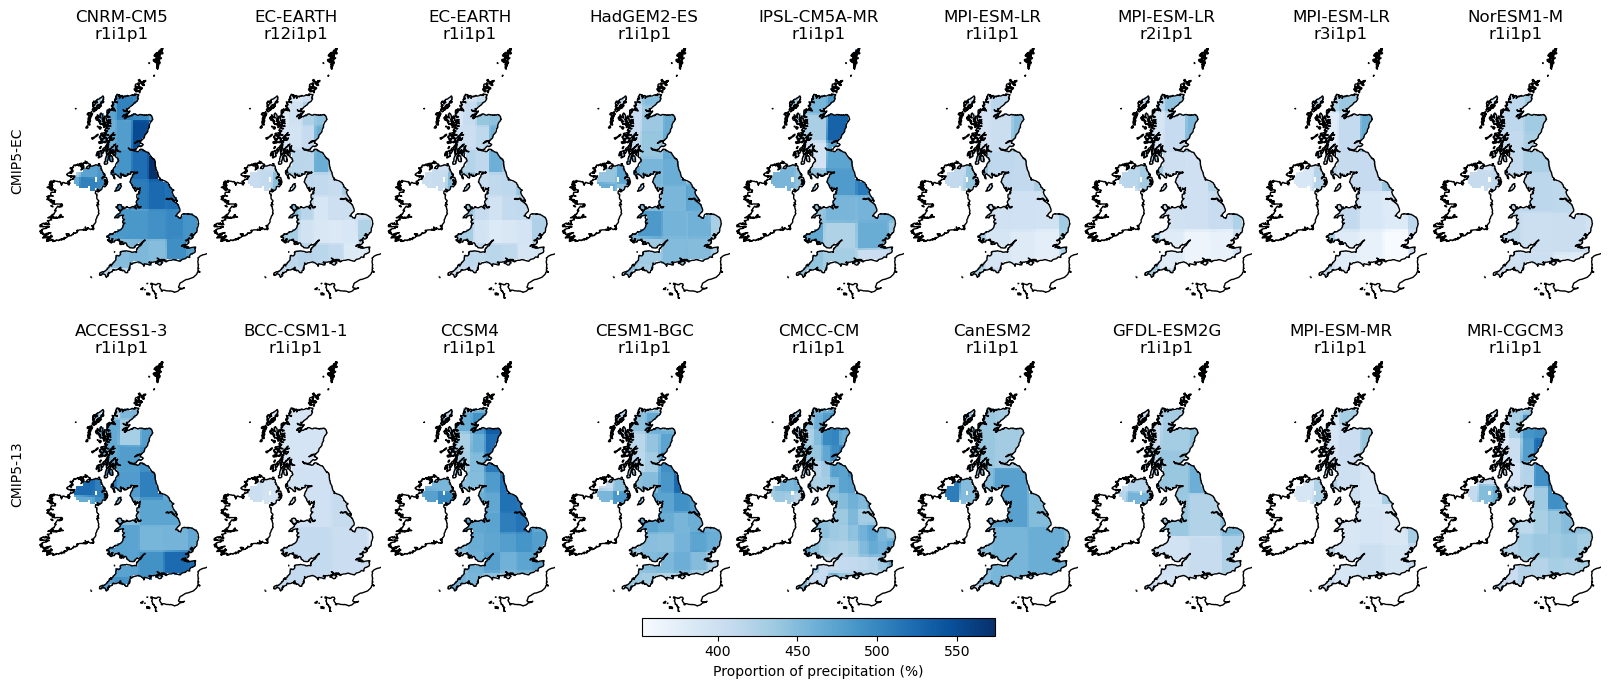 CNRM-CM5 EC-EARTH EC-EARTH HadGEM2-ES IPSL-CM5A-MR MPI-ESM-LR MPI-ESM-LR MPI-ESM-LR NorESM1-M
r1i1p1 r12i1p1 r1i1p1 r1i1p1 r1i1p1 r1i1p1 r2i1p1 r3i1p1 r1i1p1
CMIP5-EC
ACCESS1-3 BCC-CSM1-1 CCSM4 CESM1-BGC CMCC-CM CanESM2 GFDL-ESM2G MPI-ESM-MR MRI-CGCM3
r1i1p1 r1i1p1 r1i1p1 r1i1p1 r1i1p1 r1i1p1 r1i1p1 r1i1p1 r1i1p1
CMIP5-13
400 450 500 550
Proportion of precipitation (%)